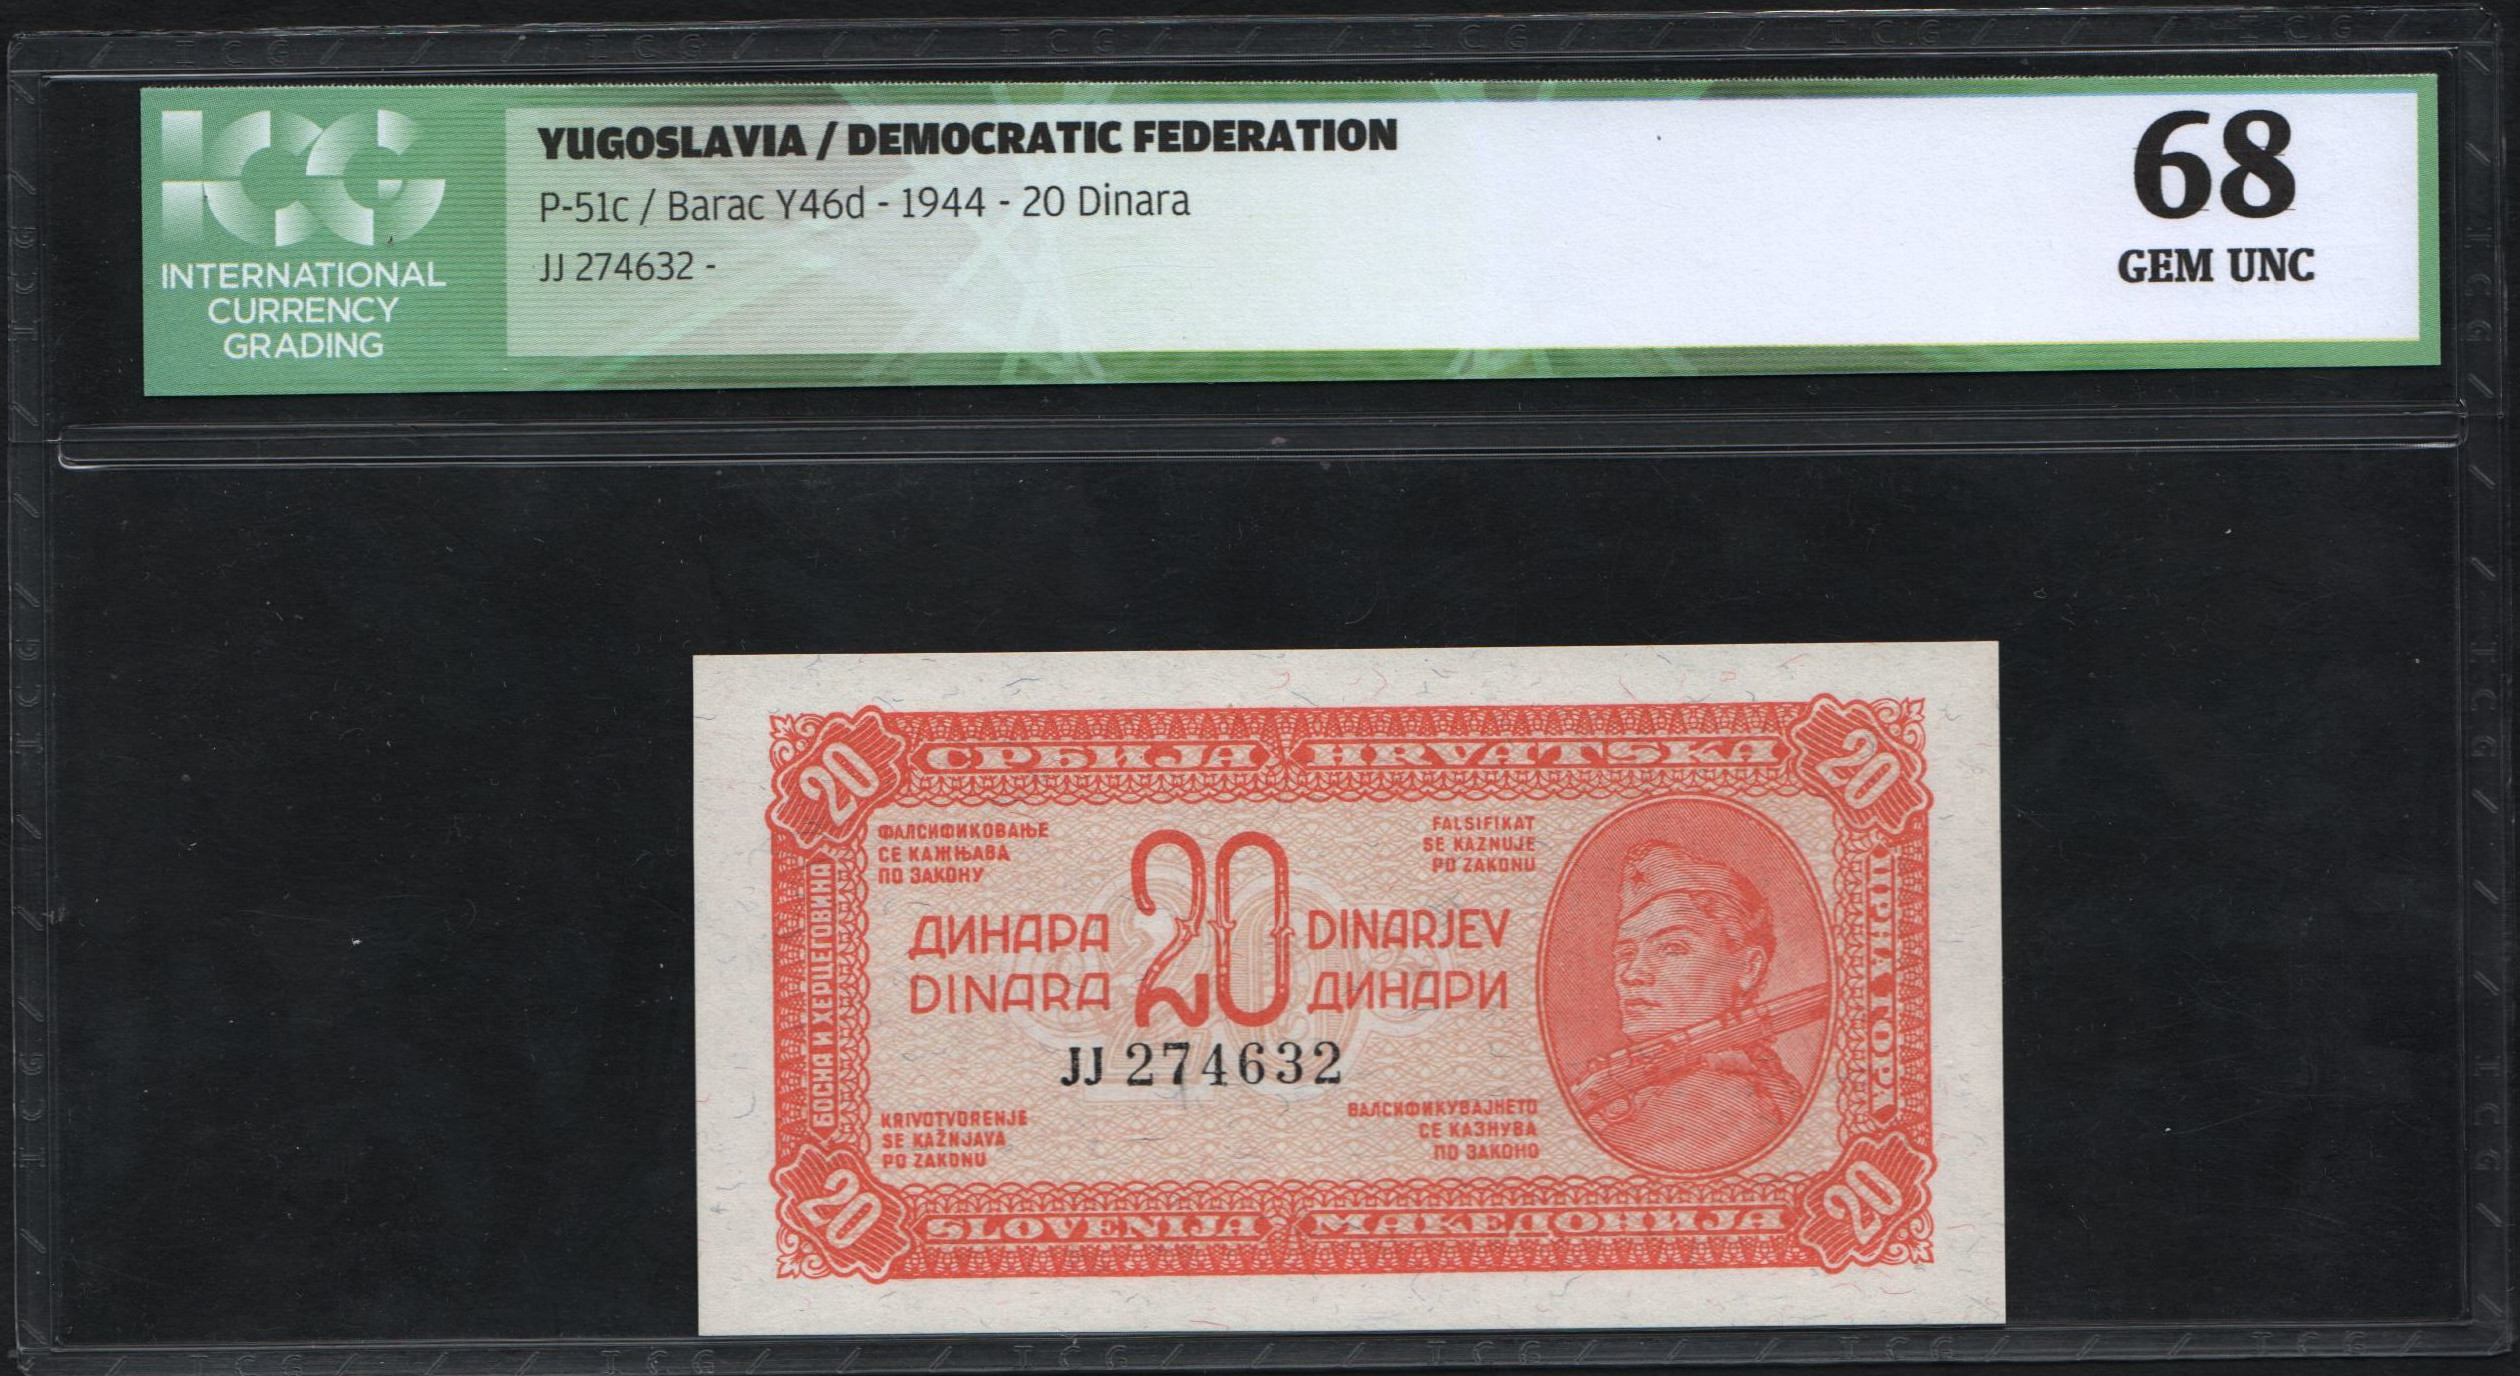 ICG
YUGOSLAVIA / DEMOCRATIC FEDERATION
P-51c / Barac Y46d - 1944 - 20 Dinara
JJ 274632 -
INTERNATIONAL
CURRENCY
GRADING
68
GEM UNC
20
СРБИЈА HRVATSKA
20
БОСНА И ХЕРЦЕГОВИНА
ФАЛСИФИКОВАЊЕ
СЕ КАЖЊАВА
ПО ЗАКОНУ
FALSIFIKAT
SE KAZNUJE
PO ZAKONU
20
ДИНАРА
DINARA
DINARJEV
ДИНАРИ
JJ 274632
KRIVOTVORENJE
SE KAŽNJAVA
PO ZAKONU
ВАЛСИФИКУВАЈНЕТО
СЕ КАЗНУВА
ПО ЗАКОНО
ЦРНА ГОРА
20
SLOVENIJA МАКЕДОНИЈА
20